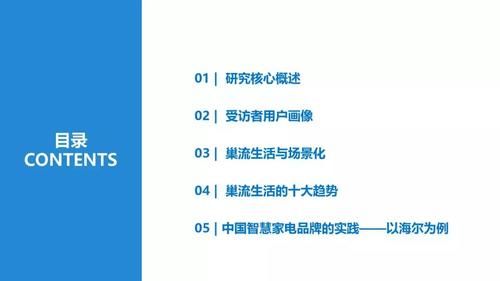 目录
CONTENTS
01 | 研究核心概述
02 | 受访者用户画像
03 | 巢流生活与场景化
04 | 巢流生活的十大趋势
05 | 中国智慧家电品牌的实践——以海尔为例